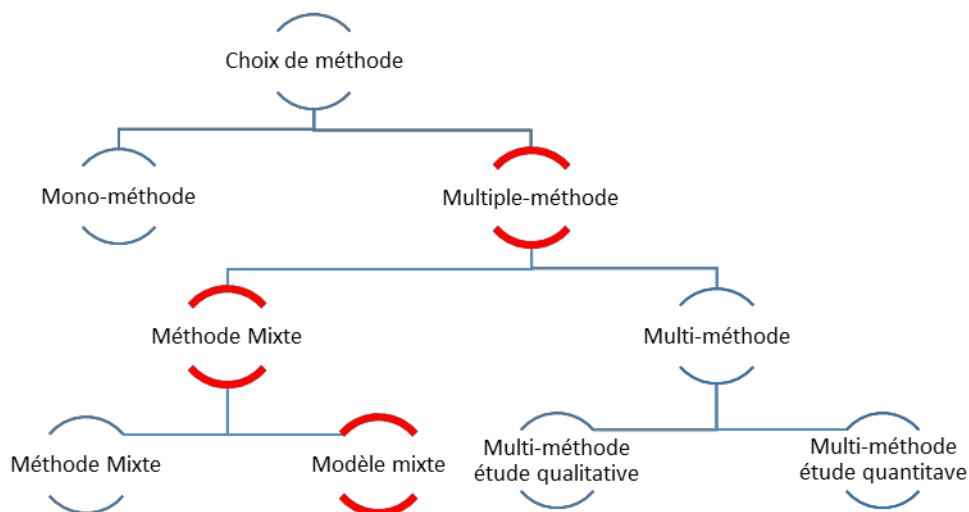 Choix de méthode
Mono-méthode
Multiple-méthode
Méthode Mixte
Multi-méthode
Méthode Mixte
Modèle mixte
Multi-méthode
étude qualitative
Multi-méthode
étude quantitave